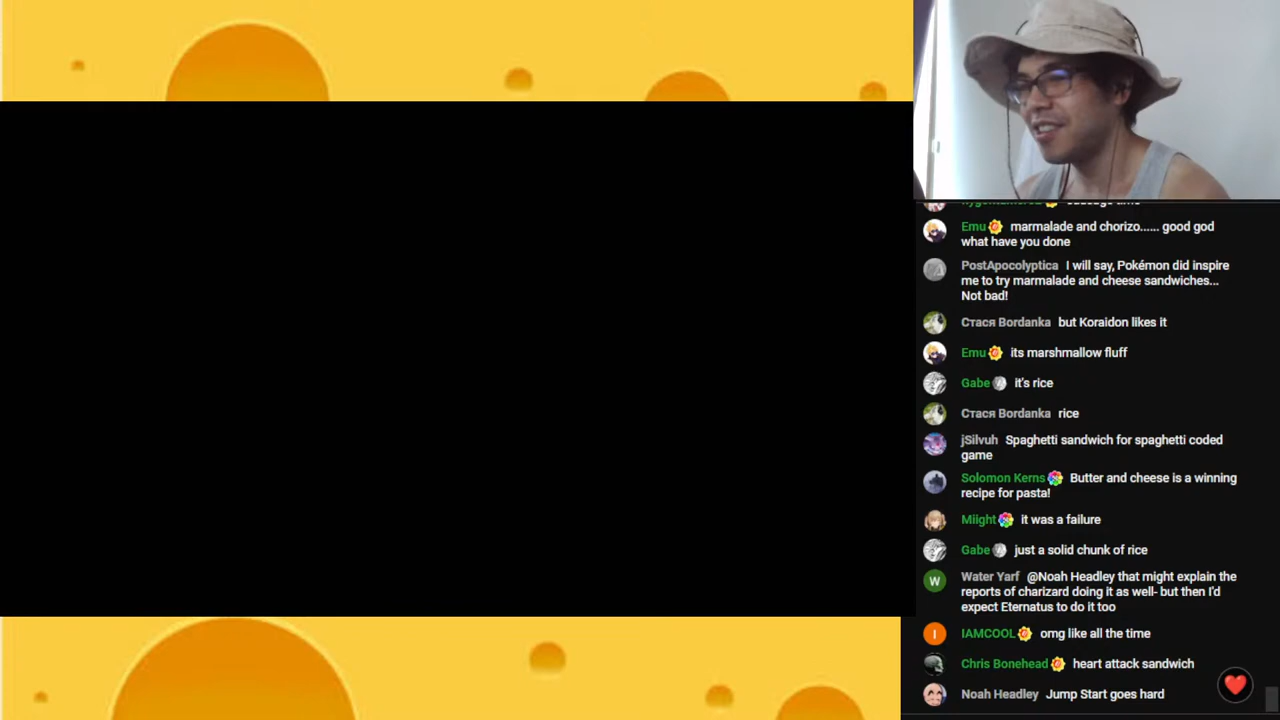 Emu marmalade and chorizo...... good god
what have you done
PostApocolyptica I will say, Pokémon did inspire
me to try marmalade and cheese sandwiches...
Not bad!
Стася Bordanka but Koraidon likes it
Emu its marshmallow fluff
Gabe it's rice
Стася Bordanka rice
jSilvuh Spaghetti sandwich for spaghetti coded
game
Solomon Kerns Butter and cheese is a winning
recipe for pasta!
Miight it was a failure
Gabe just a solid chunk of rice
W Water Yarf @Noah Headley that might explain the
reports of charizard doing it as well- but then I'd
expect Eternatus to do it too
I IAMCOOL omg like all the time
Chris Bonehead heart attack sandwich
Noah Headley Jump Start goes hard